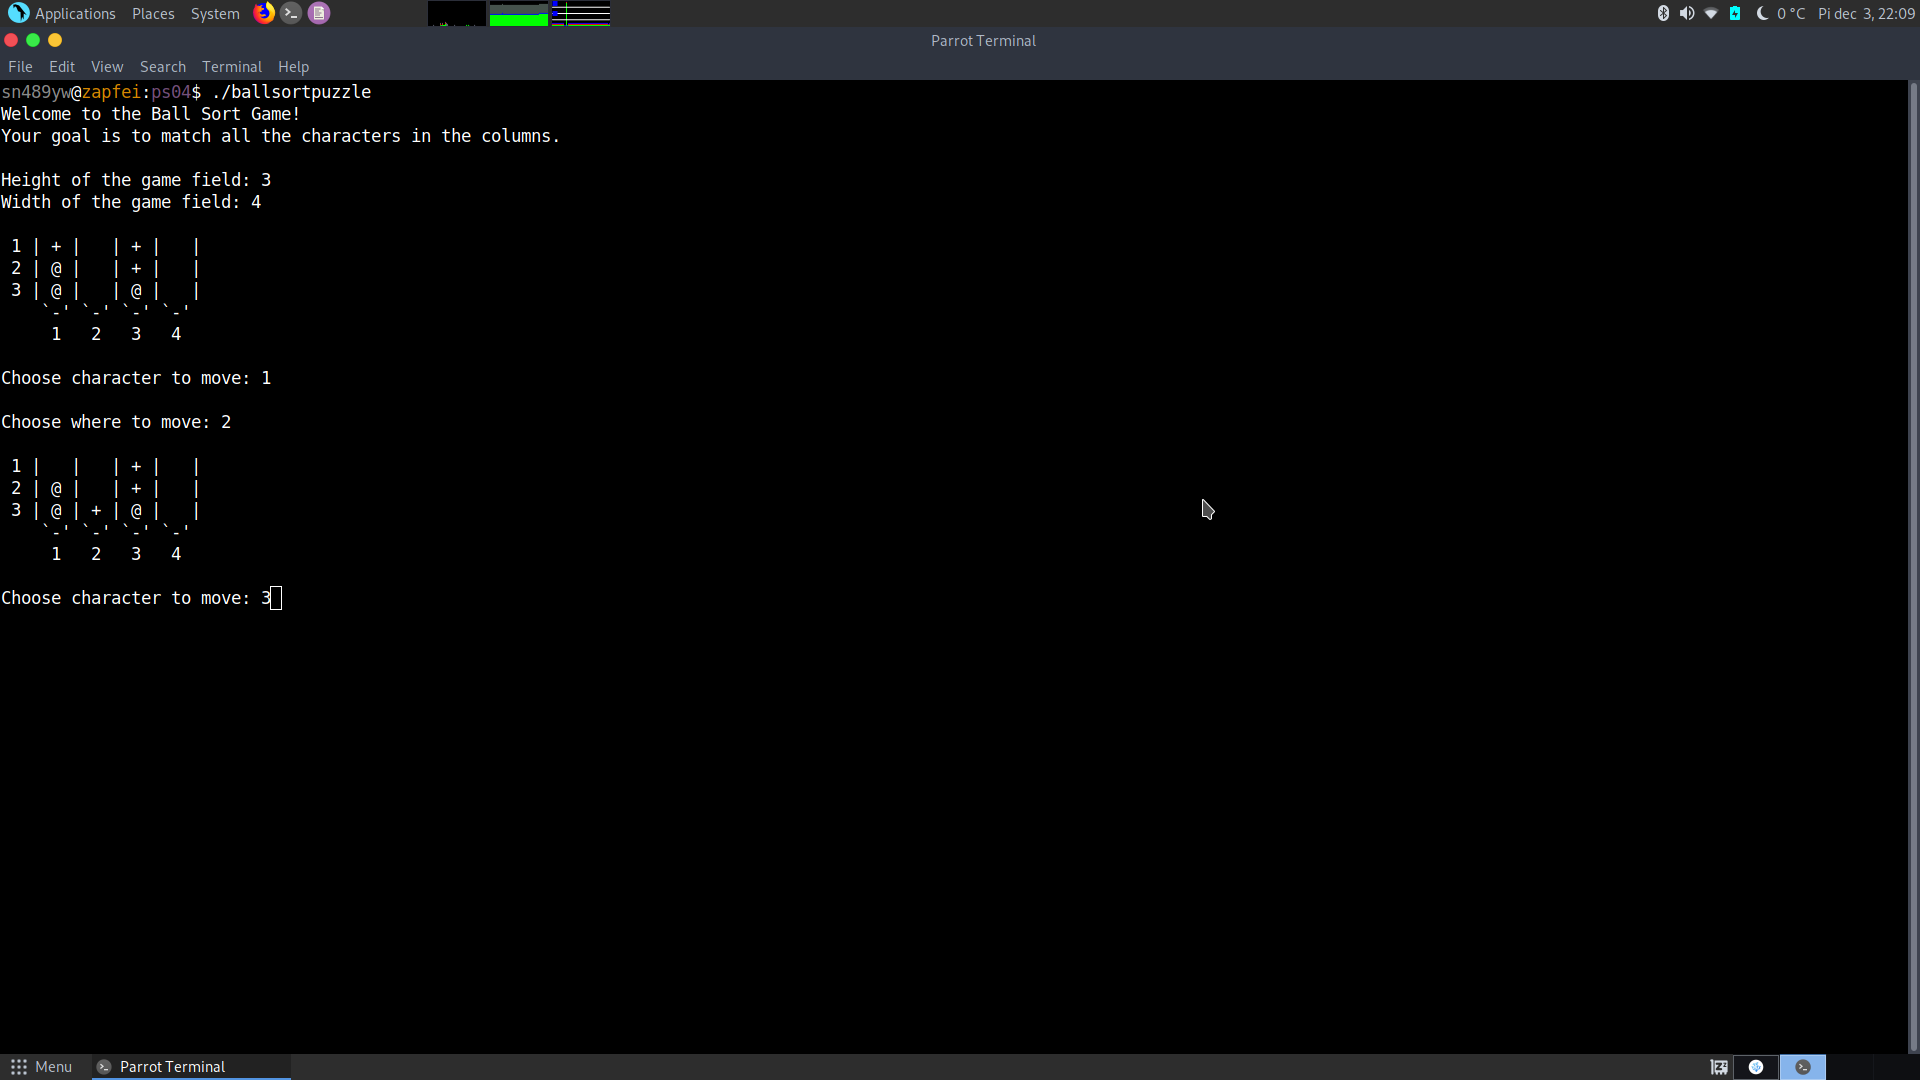 Applications Places System 0 °C Pi dec 3, 22:09
Parrot Terminal
File Edit View Search Terminal Help
sn489yw@zapfei:ps04$ ./ballsortpuzzle
Welcome to the Ball Sort Game!
Your goal is to match all the characters in the columns.
Height of the game field: 3
Width of the game field: 4
1 | + |   | + |   |
2 | @ |   | + |   |
3 | @ |   | @ |   |
`-' `-' `-' `-'
1 2 3 4
Choose character to move: 1
Choose where to move: 2
1 |   |   | + |   |
2 | @ |   | + |   |
3 | @ | + | @ |   |
`-' `-' `-' `-'
1 2 3 4
Choose character to move: 3
Menu Parrot Terminal